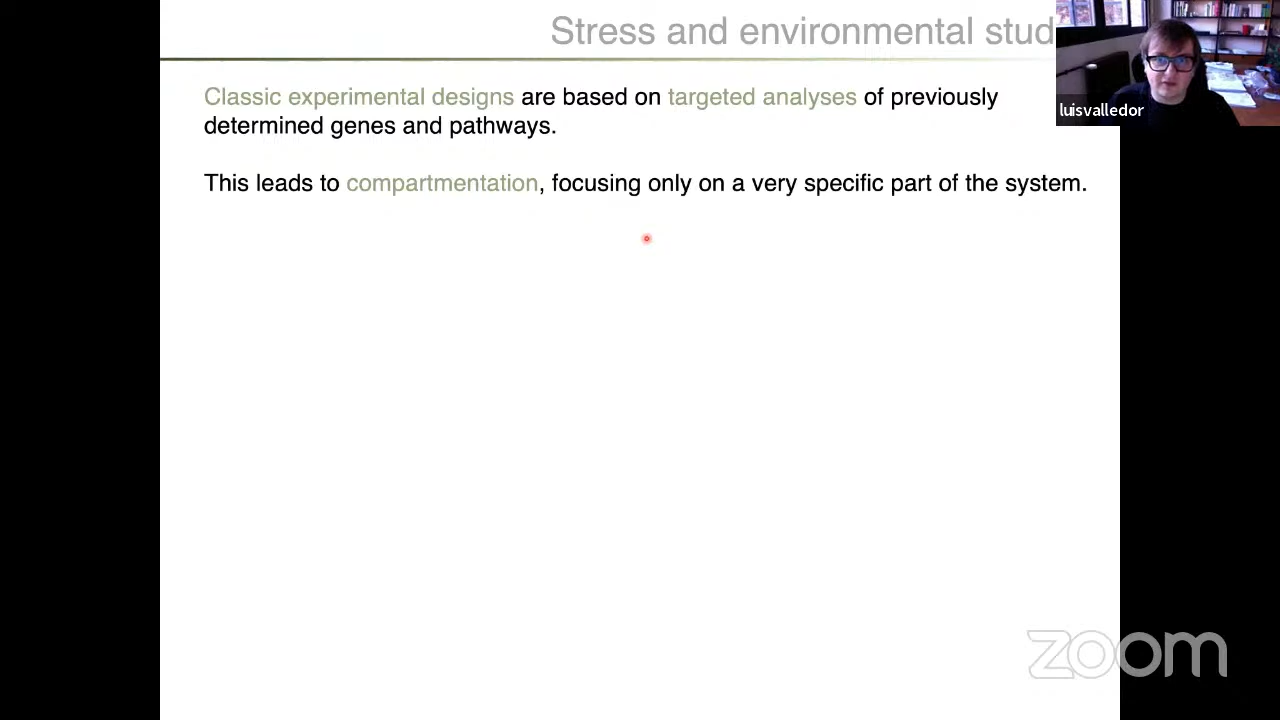 Stress and environmental stud
luisvalledor
Classic experimental designs are based on targeted analyses of previously
determined genes and pathways.
This leads to compartmentation, focusing only on a very specific part of the system.
zoom